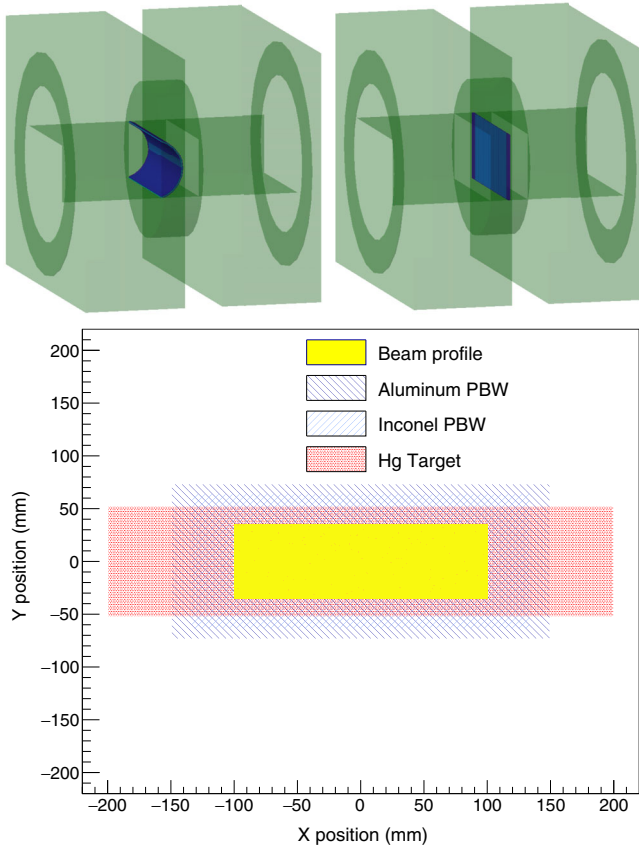 200
150
100
50
0
−50
−100
−150
−200
Y position (mm)
Beam profile
Aluminum PBW
Inconel PBW
Hg Target
−200 −150 −100 −50 0 50 100 150 200
X position (mm)